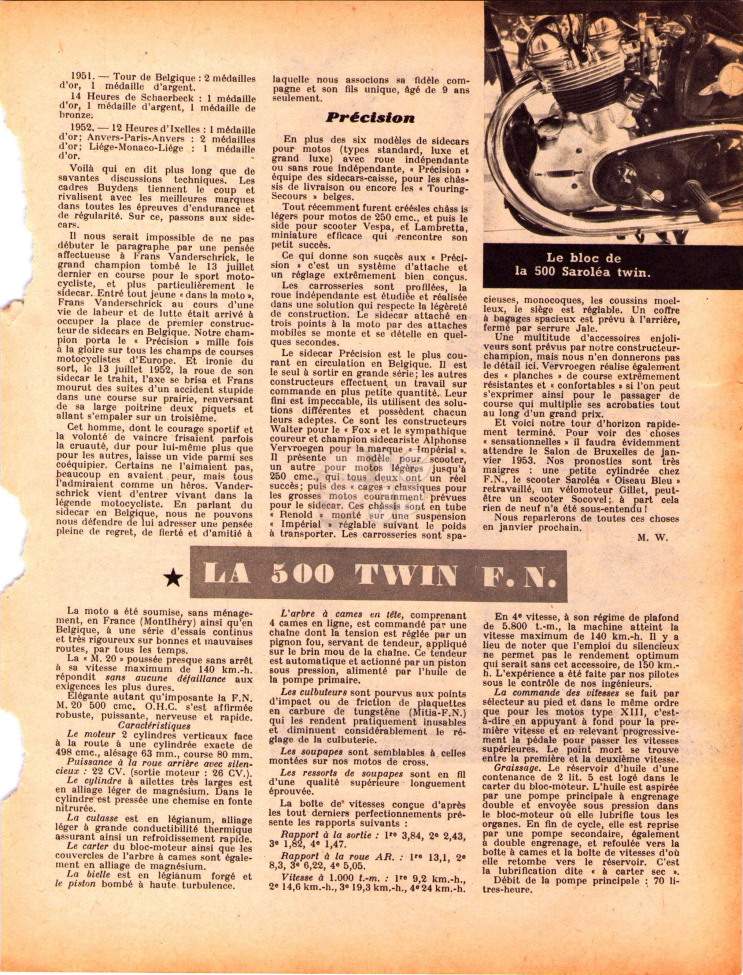 1951. — Tour de Belgique : 2 médailles
d'or, 1 médaille d'argent.
14 Heures de Schaerbeck : 1 médaille
d'or, 1 médaille d'argent, 1 médaille de
bronze.
1952. — 12 Heures d'Ixelles : 1 médaille
d'or; Anvers-Paris-Anvers : 2 médailles
d'or; Liége-Monaco-Liége : 1 médaille
d'or.
Voilà qui en dit plus long que de
savantes discussions techniques. Les
cadres Buydens tiennent le coup et
rivalisent avec les meilleures marques
dans toutes les épreuves d'endurance et
de régularité. Sur ce, passons aux side-
cars.
Il nous serait impossible de ne pas
débuter le paragraphe par une pensée
affectueuse à Frans Vanderschrick, le
grand champion tombé le 13 juillet
dernier en course pour le sport moto-
cycliste, et plus particulièrement le
sidecar. Entré tout jeune « dans la moto »,
Frans Vanderschrick au cours d'une
vie de labeur et de lutte était arrivé à
occuper la place de premier construc-
teur de sidecars en Belgique. Notre cham-
pion porta le « Précision » mille fois
à la gloire sur tous les champs de courses
motocyclistes d'Europe. Et ironie du
sort, le 13 juillet 1952, la roue de son
sidecar le trahit, l'axe se brisa et Frans
mourut des suites d'un accident stupide
dans une course sur prairie, renversant
de sa large poitrine deux piquets et
allant s'empaler sur un troisième.
Cet homme, dont le courage sportif et
la volonté de vaincre frisaient parfois
la cruauté, dur pour lui-même plus que
pour les autres, laisse un vide parmi ses
coéquipier. Certains ne l'aimaient pas,
beaucoup en avaient peur, mais tous
l'admiraient comme un héros. Vander-
schrick vient d'entrer vivant dans la
légende motocycliste. En parlant du
sidecar en Belgique, nous ne pouvons
nous défendre de lui adresser une pensée
pleine de regret, de fierté et d'amitié à
laquelle nous associons sa fidèle com-
pagne et son fils unique, âgé de 9 ans
seulement.
Précision
En plus des six modèles de sidecars
pour motos (types standard, luxe et
grand luxe) avec roue indépendante
ou sans roue indépendante, « Précision »
équipe des sidecars-caisse, pour les châs-
sis de livraison ou encore les « Touring-
Secours » belges.
Tout récemment furent créésles châss is
légers pour motos de 250 cmc., et puis le
side pour scooter Vespa, et Lambretta,
miniature efficace qui rencontre son
petit succès.
Ce qui donne son succès aux « Préci-
sion » c'est un système d'attache et
un réglage extrêmement bien conçus.
Les carrosseries sont profilées, la
roue indépendante est étudiée et réalisée
dans une solution qui respecte la légèreté
de construction. Le sidecar attaché en
trois points à la moto par des attaches
mobiles se monte et se détèle en quel-
ques secondes.
Le sidecar Précision est le plus cou-
rant en circulation en Belgique. Il est
le seul à sortir en grande série; les autres
constructeurs effectuent un travail sur
commande en plus petite quantité. Leur
fini est impeccable, ils utilisent des solu-
tions différentes et possèdent chacun
leurs adeptes. Ce sont les constructeurs
Walter pour le « Fox » et le sympathique
coureur et champion sidecariste Alphonse
Vervroegen pour la marque « Impérial ».
Il présente un modèle pour scooter,
un autre pour motos légères jusqu'à
250 cmc., qui tous deux ont un réel
succès; puis des « cages » classiques pour
les grosses motos couramment prévues
pour le sidecar. Ces châssis sont en tube
« Renold » monté sur une suspension
« Impérial » réglable suivant le poids
à transporter. Les carrosseries sont spa-
Le bloc de
la 500 Saroléa twin.
cieuses, monocoques, les coussins moel-
leux, le siège est réglable. Un coffre
à bagages spacieux est prévu à l'arrière,
fermé par serrure Jale.
Une multitude d'accessoires enjoli-
veurs sont prévus par notre constructeur-
champion, mais nous n'en donnerons pas
le détail ici. Vervroegen réalise également
des « planches » de course extrêmement
résistantes et « confortables » si l'on peut
s'exprimer ainsi pour le passager de
course qui multiplie ses acrobaties tout
au long d'un grand prix.
Et voici notre tour d'horizon rapide-
ment terminé. Pour voir des choses
« sensationnelles » il faudra évidemment
attendre le Salon de Bruxelles de jan-
vier 1953. Nos pronostics sont très
maigres : une petite cylindrée chez
F.N., le scooter Saroléa « Oiseau Bleu »
retravaillé, un vélomoteur Gillet, peut-
être un scooter Socovel; à part cela
rien de neuf n'a été sous-entendu !
Nous reparlerons de toutes ces choses
en janvier prochain.
M. W.
★ LA 500 TWIN F. N.
La moto a été soumise, sans ménage-
ment, en France (Montlhéry) ainsi qu'en
Belgique, à une série d'essais continus
et très rigoureux sur bonnes et mauvaises
routes, par tous les temps.
La « M. 20 » poussée presque sans arrêt
à sa vitesse maximum de 140 km.-h.
répondit sans aucune défaillance aux
exigences les plus dures.
Elégante autant qu'imposante la F.N.
M. 20 500 cmc, O.H.C. s'est affirmée
robuste, puissante, nerveuse et rapide.
Caractéristiques
Le moteur 2 cylindres verticaux face
à la route à une cylindrée exacte de
498 cmc., alésage 63 mm., course 80 mm.
Puissance à la roue arrière avec silen-
cieux : 22 CV. (sortie moteur : 26 CV.).
Le cylindre à ailettes très larges est
en alliage léger de magnésium. Dans le
cylindre est pressée une chemise en fonte
nitrurée.
La culasse est en légianum, alliage
léger à grande conductibilité thermique
assurant ainsi un refroidissement rapide.
Le carter du bloc-moteur ainsi que les
couvercles de l'arbre à cames sont égale-
ment en alliage de magnésium.
La bielle est en légianum forgé et
le piston bombé à haute turbulence.
L'arbre à cames en tête, comprenant
4 cames en ligne, est commandé par une
chaîne dont la tension est réglée par un
pignon fou, servant de tendeur, appliqué
sur le brin mou de la chaîne. Ce tendeur
est automatique et actionné par un piston
sous pression, alimenté par l'huile de
la pompe primaire.
Les culbuteurs sont pourvus aux points
d'impact ou de friction de plaquettes
en carbure de tungstène (Mitia-F.N.)
qui les rendent pratiquement inusables
et diminuent considérablement le ré-
glage de la culbuterie.
Les soupapes sont semblables à celles
montées sur nos motos de cross.
Les ressorts de soupapes sont en fil
d'une qualité supérieure longuement
éprouvée.
La boîte de vitesses conçue d'après
les tout derniers perfectionnements pré-
sente les rapports suivants :
Rapport à la sortie : 1re 3,84, 2e 2,43,
3e 1,82, 4e 1,47.
Rapport à la roue AR. : 1re 13,1, 2e
8,3, 3e 6,22, 4e 5,05.
Vitesse à 1.000 t.-m. : 1re 9,2 km.-h.,
2e 14,6 km.-h., 3e 19,3 km.-h., 4e 24 km.-h.
En 4e vitesse, à son régime de plafond
de 5.800 t.-m., la machine atteint la
vitesse maximum de 140 km.-h. Il y a
lieu de noter que l'emploi du silencieux
ne permet pas le rendement optimum
qui serait sans cet accessoire, de 150 km.-
h. L'expérience a été faite par nos pilotes
sous le contrôle de nos ingénieurs.
La commande des vitesses se fait par
sélecteur au pied et dans le même ordre
que pour les motos type XIII, c'est-
à-dire en appuyant à fond pour la pre-
mière vitesse et en relevant progressive-
ment la pédale pour passer les vitesses
supérieures. Le point mort se trouve
entre la première et la deuxième vitesse.
Graissage. Le réservoir d'huile d'une
contenance de 2 lit. 5 est logé dans le
carter du bloc-moteur. L'huile est aspirée
par une pompe principale à engrenage
double et envoyée sous pression dans
le bloc-moteur où elle lubrifie tous les
organes. En fin de cycle, elle est reprise
par une pompe secondaire, également
à double engrenage, et refoulée vers la
boîte à cames et la boîte de vitesses d'où
elle retombe vers le réservoir. C'est
la lubrification dite « à carter sec ».
Débit de la pompe principale : 70 li-
tres-heure.